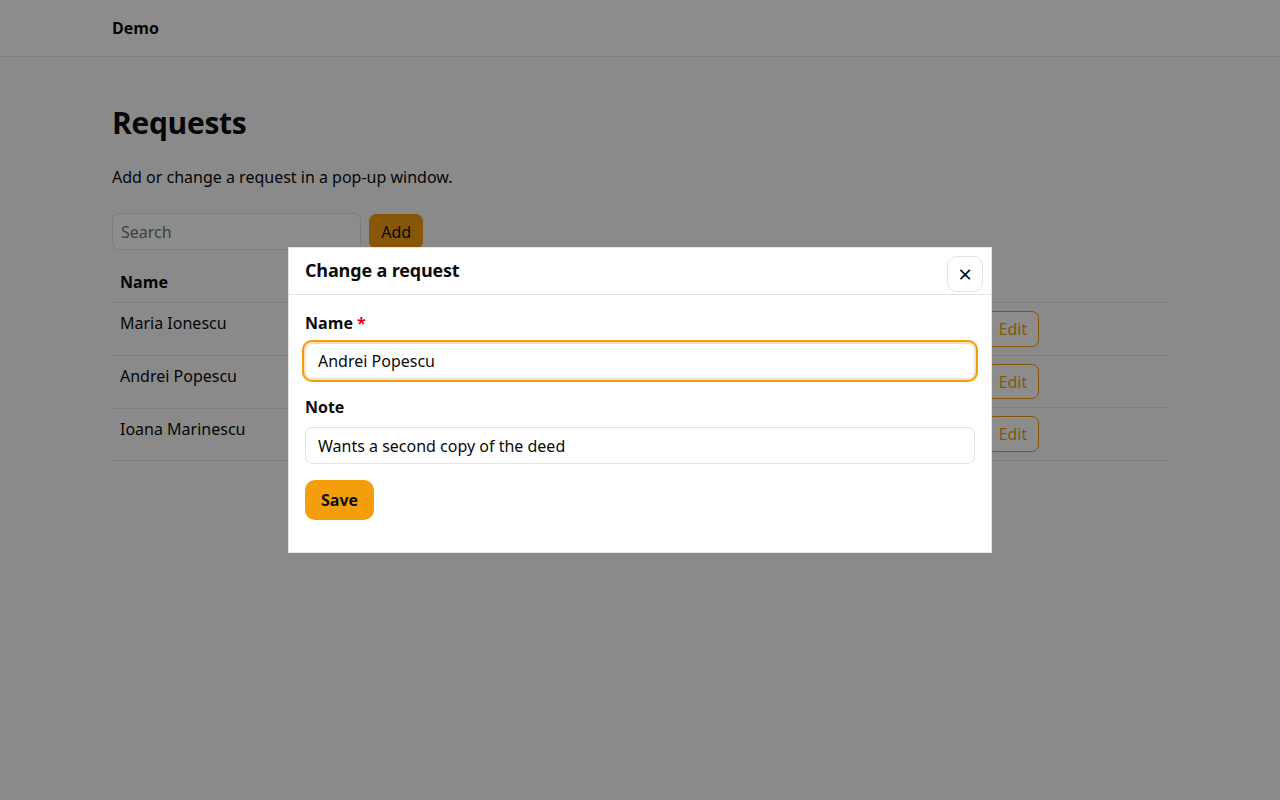 Demo
Requests
Add or change a request in a pop-up window.
Search Add
Change a request ×
Name
Name *
Maria Ionescu Edit
Andrei Popescu
Andrei Popescu Edit
Note
Ioana Marinescu Edit
Wants a second copy of the deed
Save